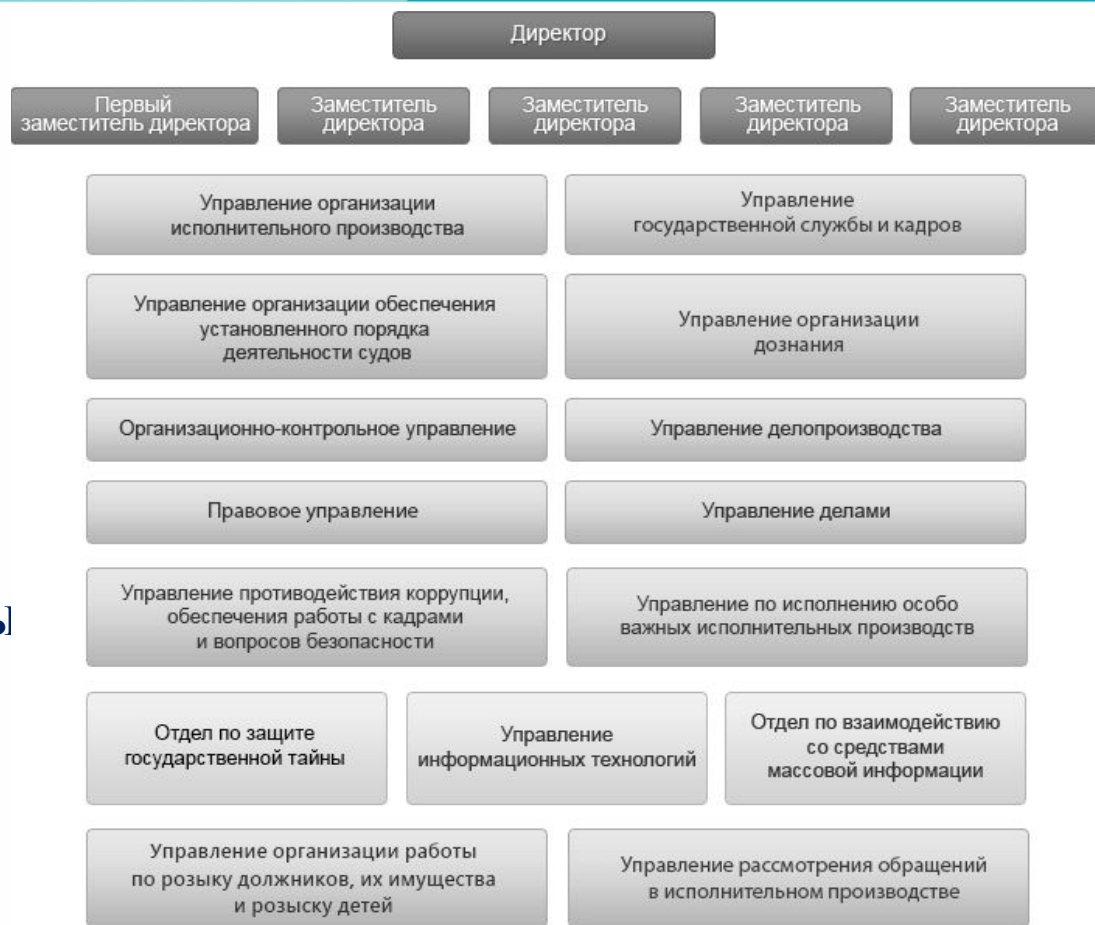 Директор
Первый
заместитель директора
Заместитель
директора
Заместитель
директора
Заместитель
директора
Заместитель
директора
Управление организации
исполнительного производства
Управление
государственной службы и кадров
Управление организации обеспечения
установленного порядка
деятельности судов
Управление организации
дознания
Организационно-контрольное управление
Управление делопроизводства
Правовое управление
Управление делами
Управление противодействия коррупции,
обеспечения работы с кадрами
и вопросов безопасности
Управление по исполнению особо
важных исполнительных производств
Отдел по защите
государственной тайны
Управление
информационных технологий
Отдел по взаимодействию
со средствами
массовой информации
Управление организации работы
по розыку должников, их имущества
и розыску детей
Управление рассмотрения обращений
в исполнительном производстве